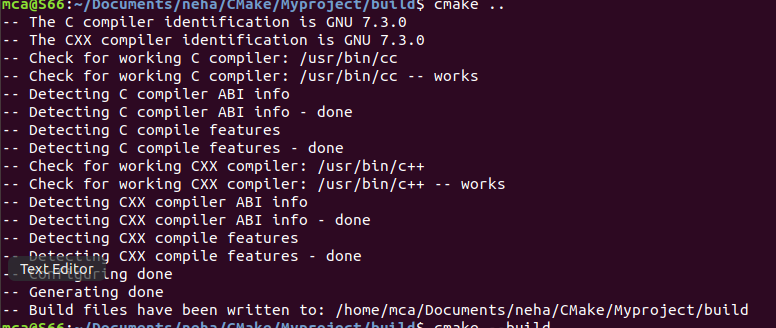 mca@S66:~/Documents/neha/CMake/Myproject/build$ cmake ..
-- The C compiler identification is GNU 7.3.0
-- The CXX compiler identification is GNU 7.3.0
-- Check for working C compiler: /usr/bin/cc
-- Check for working C compiler: /usr/bin/cc -- works
-- Detecting C compiler ABI info
-- Detecting C compiler ABI info - done
-- Detecting C compile features
-- Detecting C compile features - done
-- Check for working CXX compiler: /usr/bin/c++
-- Check for working CXX compiler: /usr/bin/c++ -- works
-- Detecting CXX compiler ABI info
-- Detecting CXX compiler ABI info - done
-- Detecting CXX compile features
-- Detecting CXX compile features - done
Text Editor
-- Configuring done
-- Generating done
-- Build files have been written to: /home/mca/Documents/neha/CMake/Myproject/build
mca@S66:~/Documents/neha/CMake/Myproject/build$ cmake --build